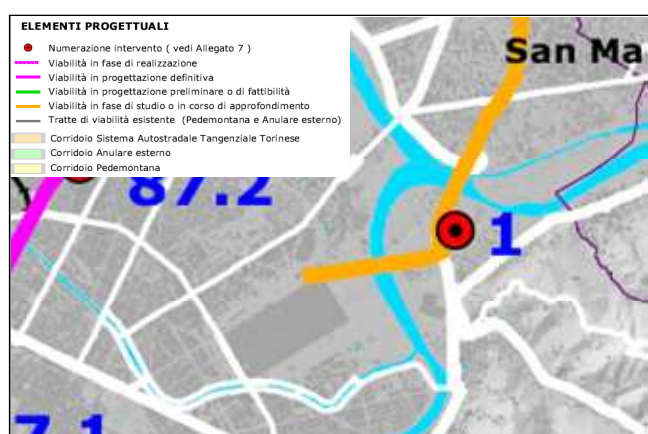 ELEMENTI PROGETTUALI
Numerazione intervento ( vedi Allegato 7 )
Viabilità in fase di realizzazione
Viabilità in progettazione definitiva
Viabilità in progettazione preliminare o di fattibilità
Viabilità in fase di studio o in corso di approfondimento
Tratte di viabilità esistente (Pedemontana e Anulare esterno)
Corridoio Sistema Autostradale Tangenziale Torinese
Corridoio Anulare esterno
Corridoio Pedemontana
San Ma
87.2
1
7.1